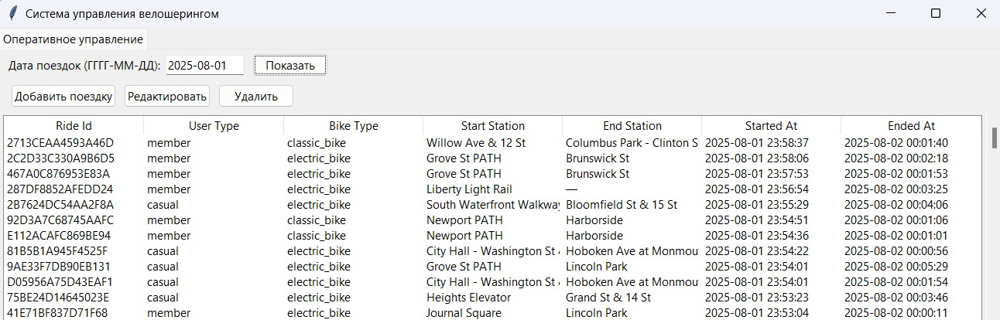 Система управления велошерингом
Оперативное управление
Дата поездок (ГГГГ-ММ-ДД): 2025-08-01 Показать
Добавить поездку Редактировать Удалить
Ride Id User Type Bike Type Start Station End Station Started At Ended At
2713CEAA4593A46D member classic_bike Willow Ave & 12 St Columbus Park - Clinton S 2025-08-01 23:58:37 2025-08-02 00:01:40
2C2D33C330A9B6D5 member electric_bike Grove St PATH Brunswick St 2025-08-01 23:58:06 2025-08-02 00:02:18
467A0C876953E83A member electric_bike Grove St PATH Brunswick St 2025-08-01 23:57:53 2025-08-02 00:01:53
287DF8852AFEDD24 member electric_bike Liberty Light Rail — 2025-08-01 23:56:54 2025-08-02 00:03:25
2B7624DC54AA2F8A casual electric_bike South Waterfront Walkway Bloomfield St & 15 St 2025-08-01 23:55:29 2025-08-02 00:04:06
92D3A7C68745AAFC member classic_bike Newport PATH Harborside 2025-08-01 23:54:51 2025-08-02 00:01:06
E112ACAFC869BE94 member classic_bike Newport PATH Harborside 2025-08-01 23:54:36 2025-08-02 00:01:01
81B5B1A945F4525F casual electric_bike City Hall - Washington St & Hoboken Ave at Monmou 2025-08-01 23:54:22 2025-08-02 00:00:56
9AE33F7DB90EB131 casual electric_bike Grove St PATH Lincoln Park 2025-08-01 23:54:01 2025-08-02 00:05:29
D05956A75D43EAF1 casual electric_bike City Hall - Washington St & Hoboken Ave at Monmou 2025-08-01 23:54:01 2025-08-02 00:01:54
75BE24D14645023E casual electric_bike Heights Elevator Grand St & 14 St 2025-08-01 23:53:23 2025-08-02 00:03:46
41E71BF837D71F68 member electric_bike Journal Square Lincoln Park 2025-08-01 23:53:04 2025-08-02 00:00:11